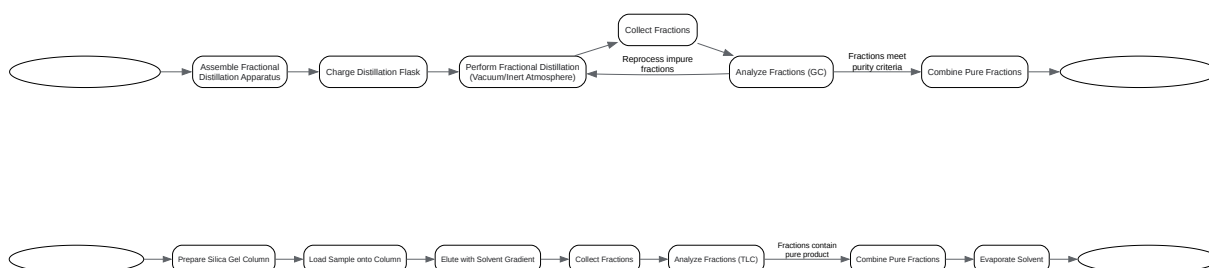 Collect Fractions
Assemble Fractional
Distillation Apparatus
Charge Distillation Flask
Perform Fractional Distillation
(Vacuum/Inert Atmosphere)
Reprocess impure
fractions
Analyze Fractions (GC)
Fractions meet
purity criteria
Combine Pure Fractions
Prepare Silica Gel Column
Load Sample onto Column
Elute with Solvent Gradient
Collect Fractions
Analyze Fractions (TLC)
Fractions contain
pure product
Combine Pure Fractions
Evaporate Solvent